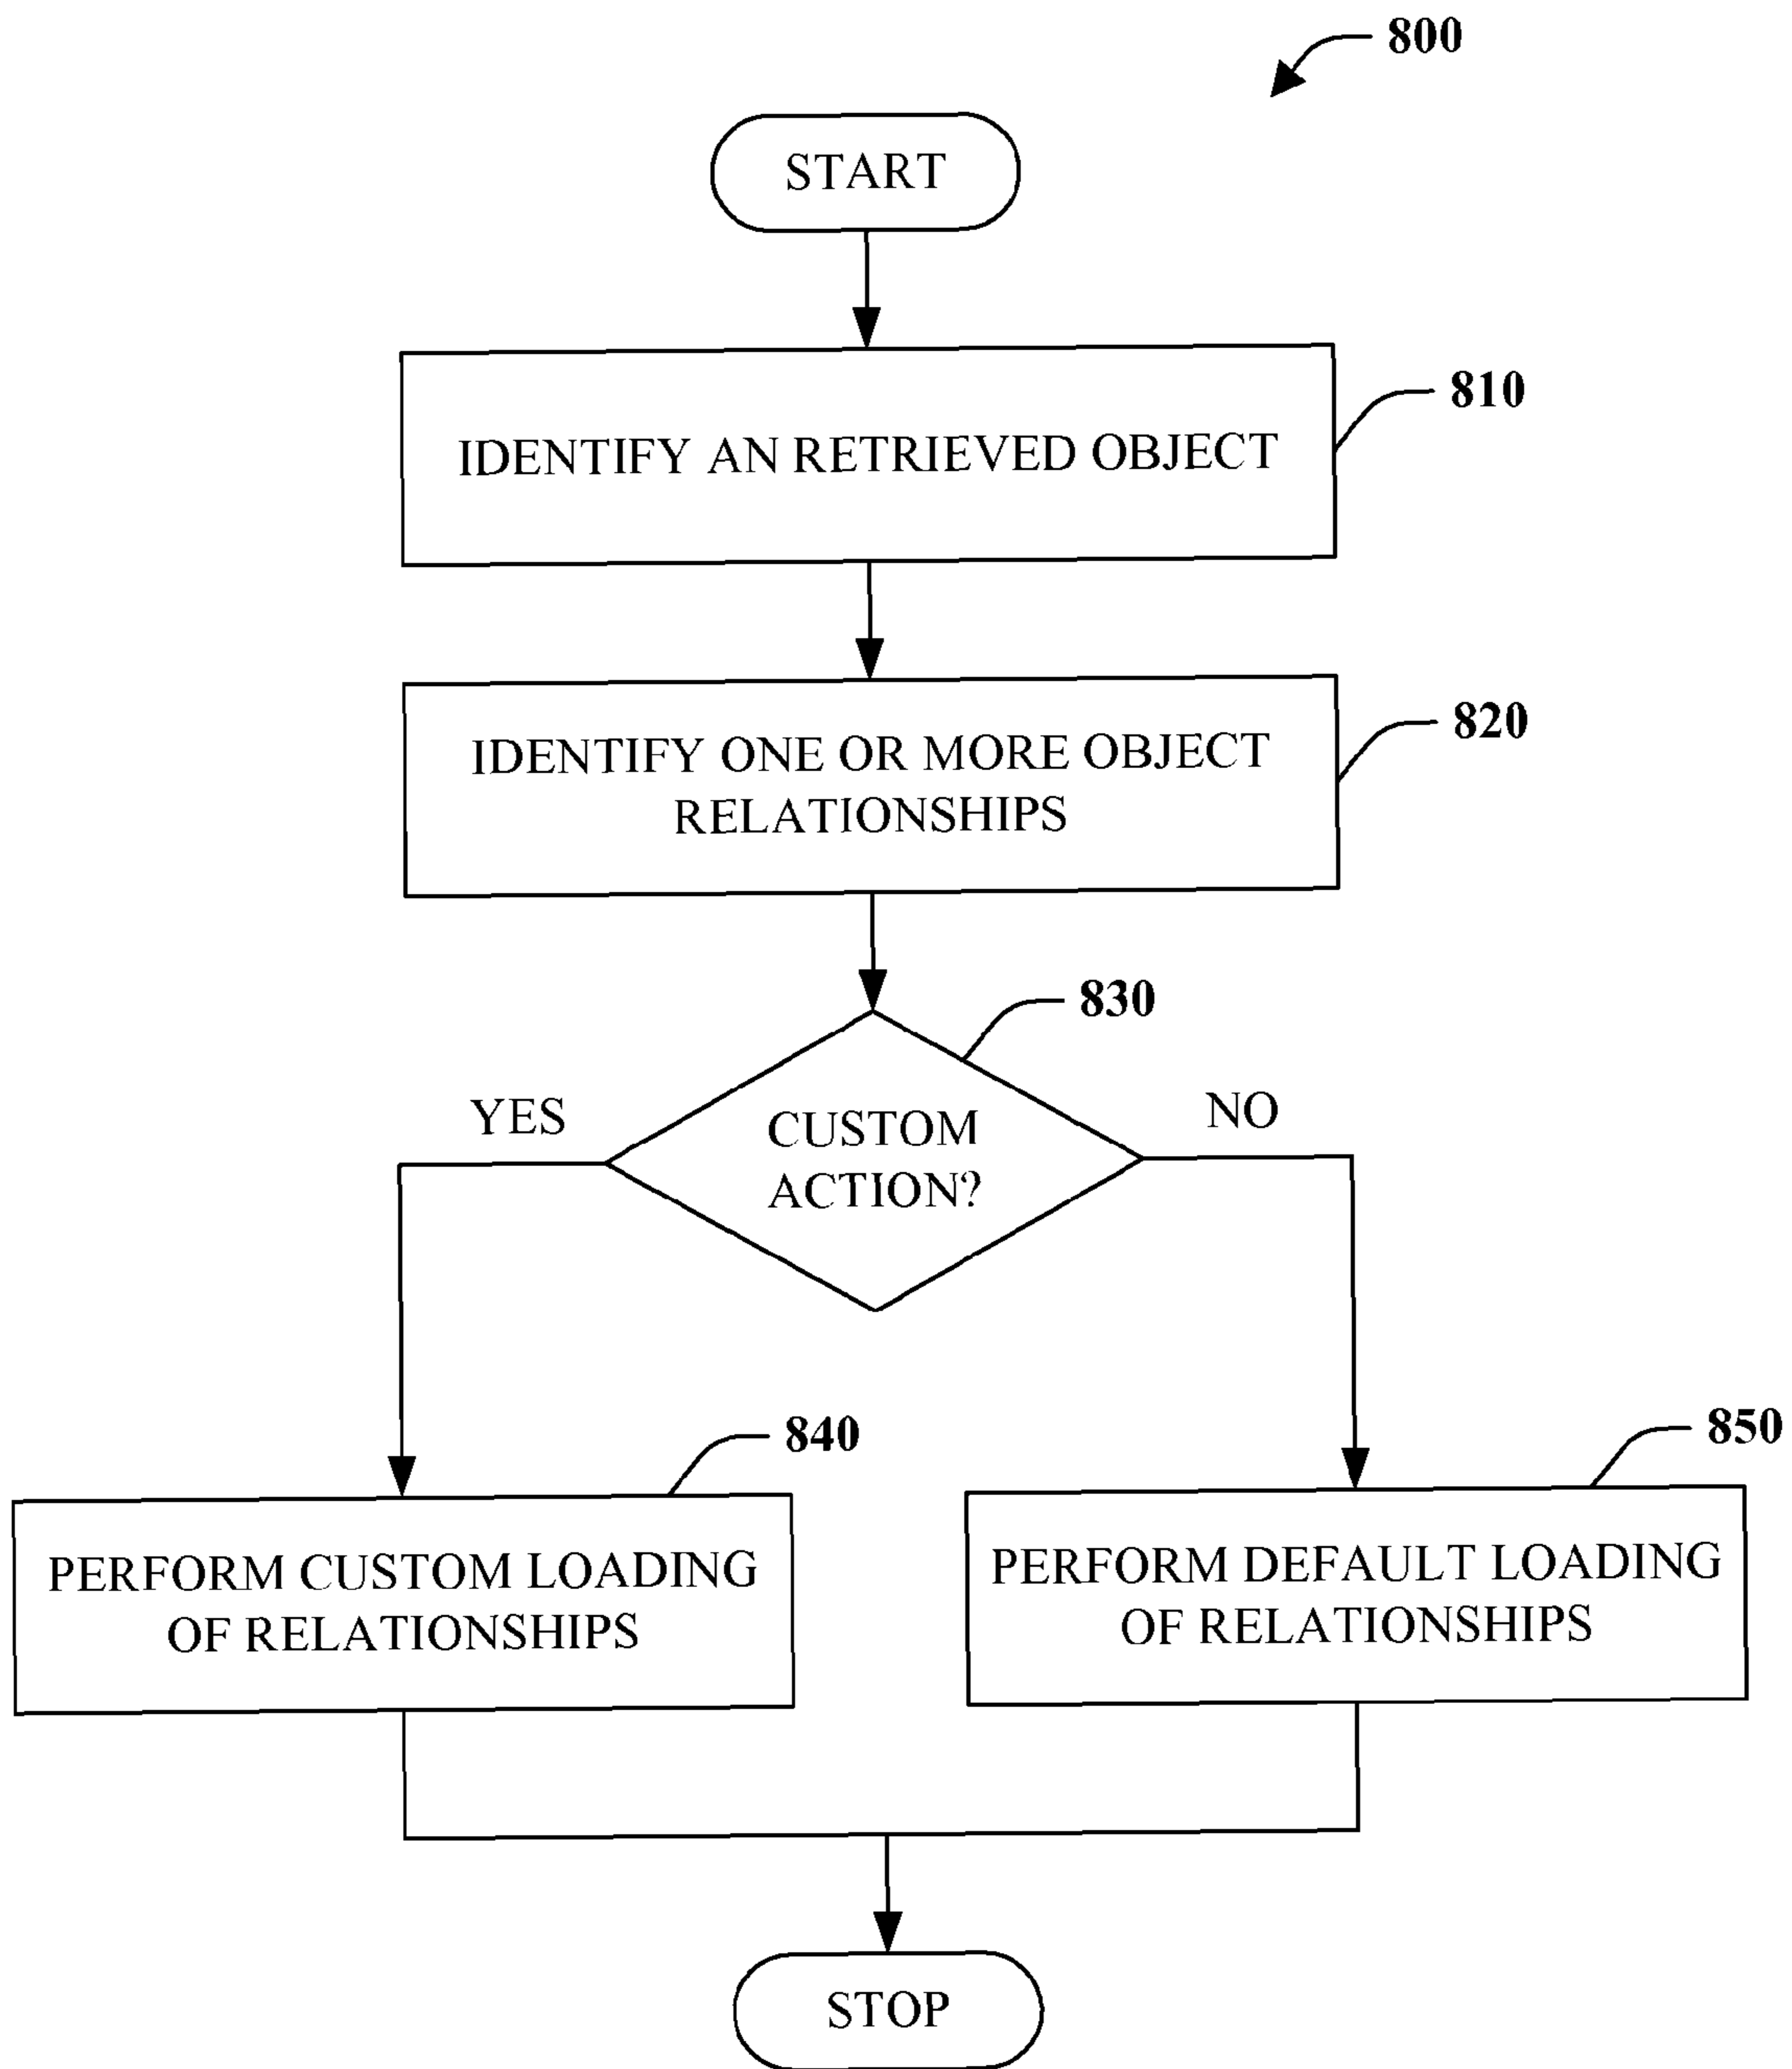 800
START
IDENTIFY AN RETRIEVED OBJECT
810
IDENTIFY ONE OR MORE OBJECT
RELATIONSHIPS
820
830
YES
CUSTOM
ACTION?
NO
840
850
PERFORM CUSTOM LOADING
OF RELATIONSHIPS
PERFORM DEFAULT LOADING
OF RELATIONSHIPS
STOP